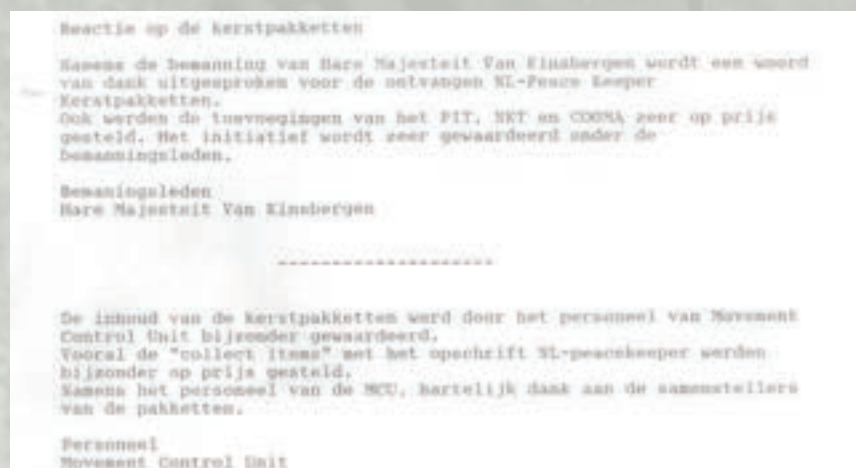 Reactie op de kerstpakketten
Namens de bemanning van Hare Majesteit Van Kinsbergen wordt een woord
van dank uitgesproken voor de ontvangen NL-Peace Keeper
Kerstpakketten.
Ook werden de toevoegingen van het PIT, NKT en COOMA zeer op prijs
gesteld. Het initiatief wordt zeer gewaardeerd onder de
bemanningsleden.
Bemaningsleden
Hare Majesteit Van Kinsbergen
--------------------
De inhoud van de kerstpakketten werd door het personeel van Movement
Control Unit bijzonder gewaardeerd.
Vooral de "collect items" met het opschrift NL-peacekeeper werden
bijzonder op prijs gesteld.
Namens het personeel van de MCU, hartelijk dank aan de samenstellers
van de pakketten.
Personeel
Movement Control Unit